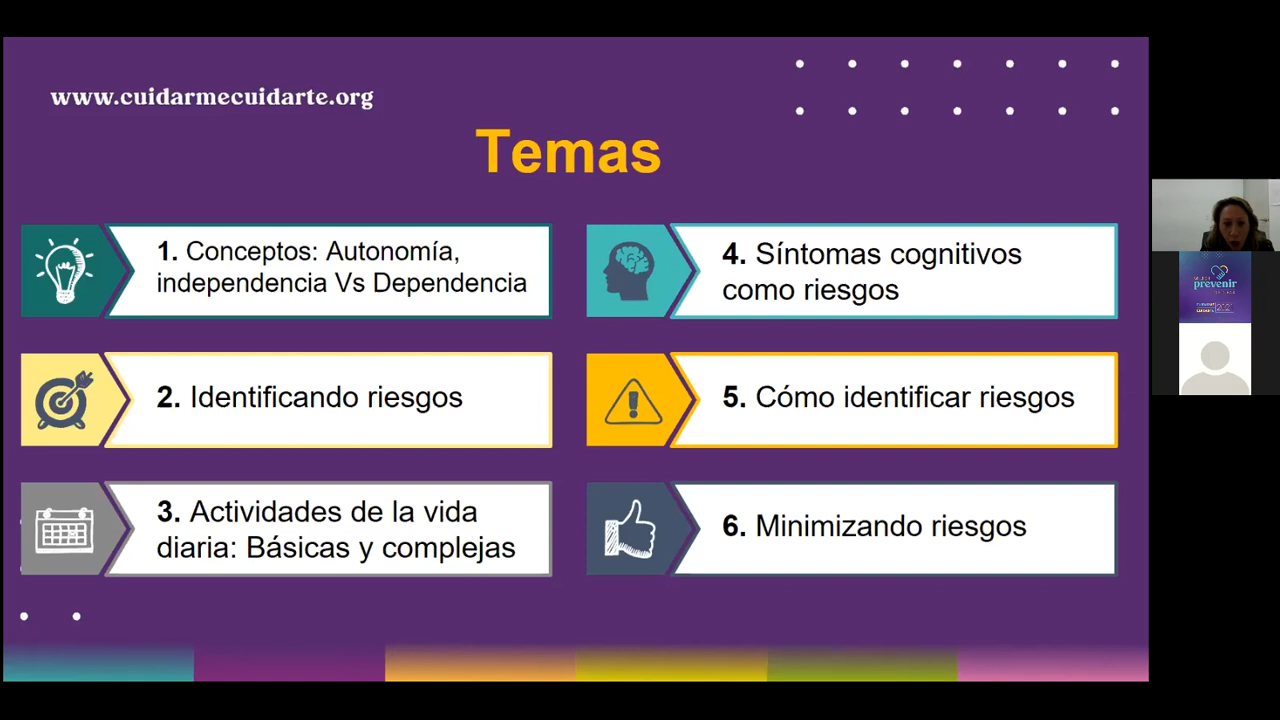 www.cuidarmecuidarte.org
Temas
1. Conceptos: Autonomía,
independencia Vs Dependencia
2. Identificando riesgos
3. Actividades de la vida
diaria: Básicas y complejas
4. Síntomas cognitivos
como riesgos
5. Cómo identificar riesgos
6. Minimizando riesgos
prevenir